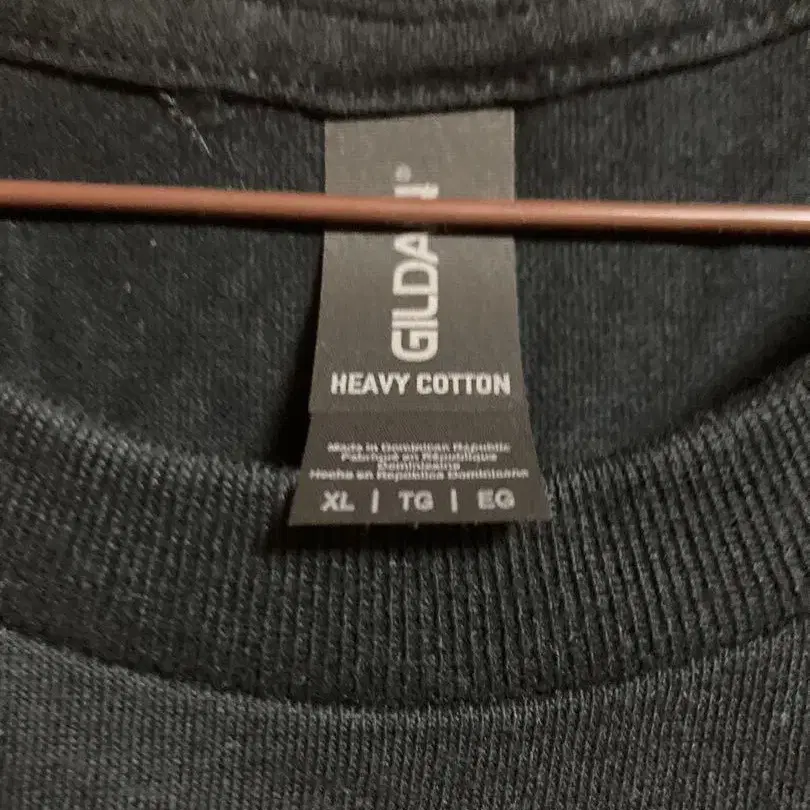 GILDAN®
HEAVY COTTON
Made in Dominican Republic
Fabriqué en République
Dominicaine
Hecho en República Dominicana
XL | TG | EG